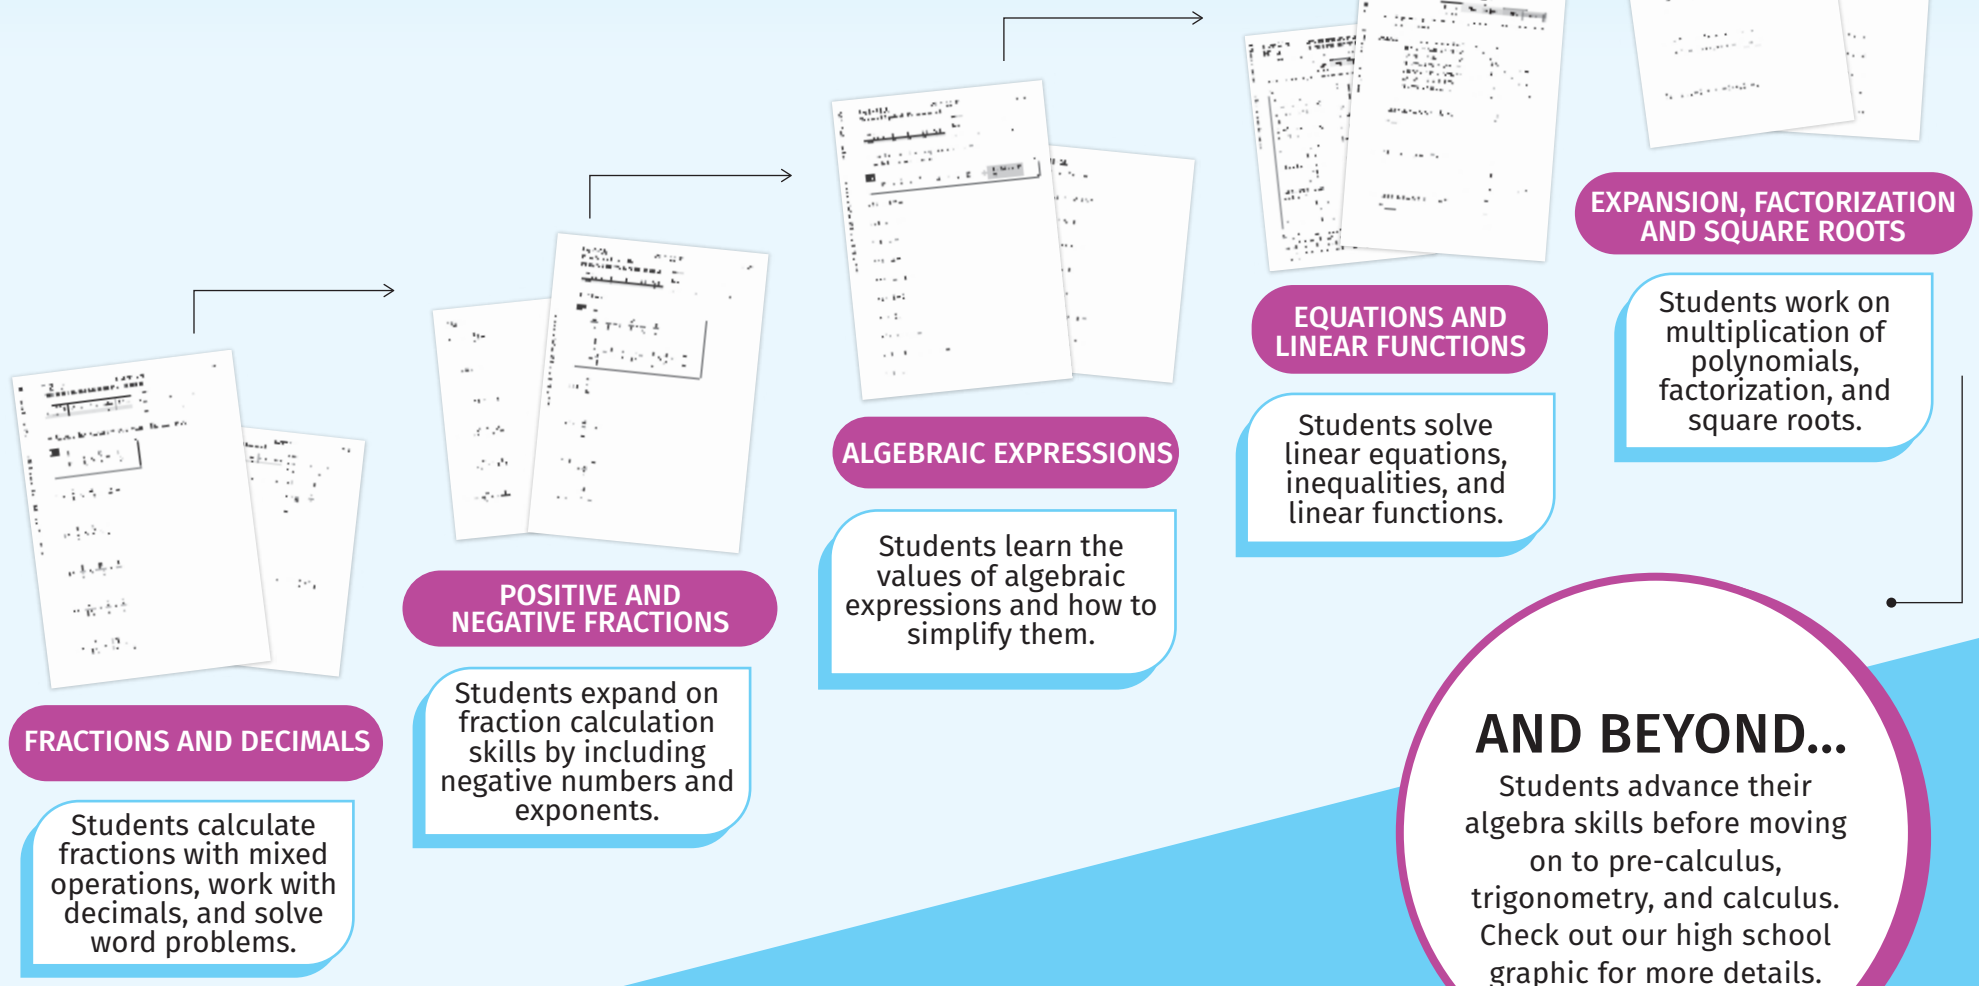 FRACTIONS AND DECIMALS
Students calculate
fractions with mixed
operations, work with
decimals, and solve
word problems.
POSITIVE AND
NEGATIVE FRACTIONS
Students expand on
fraction calculation
skills by including
negative numbers and
exponents.
ALGEBRAIC EXPRESSIONS
Students learn the
values of algebraic
expressions and how to
simplify them.
EQUATIONS AND
LINEAR FUNCTIONS
Students solve
linear equations,
inequalities, and
linear functions.
EXPANSION, FACTORIZATION
AND SQUARE ROOTS
Students work on
multiplication of
polynomials,
factorization, and
square roots.
AND BEYOND...
Students advance their
algebra skills before moving
on to pre-calculus,
trigonometry, and calculus.
Check out our high school
graphic for more details.